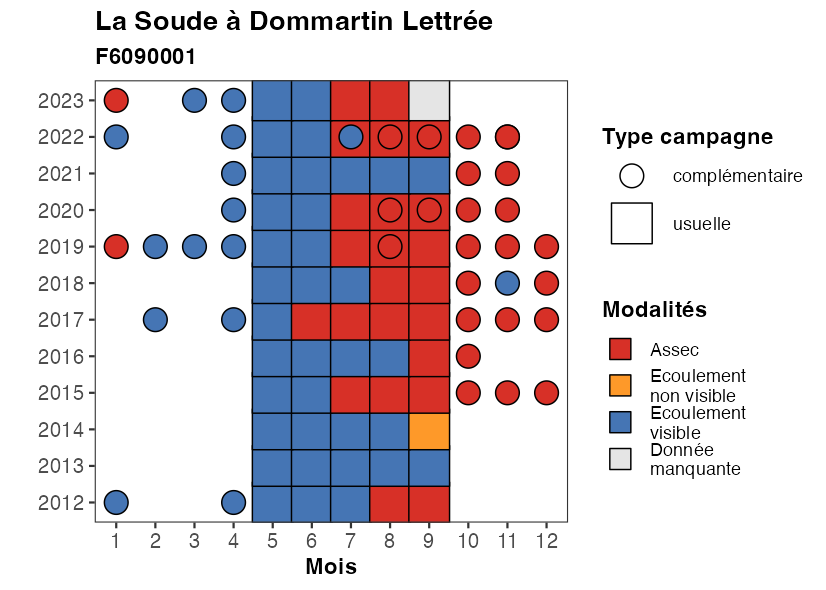 La Soude à Dommartin Lettrée
F6090001
2023
2022
2021
2020
2019
2018
2017
2016
2015
2014
2013
2012
1 2 3 4 5 6 7 8 9 10 11 12
Mois
Type campagne
complémentaire
usuelle
Modalités
Assec
Ecoulement
non visible
Ecoulement
visible
Donnée
manquante